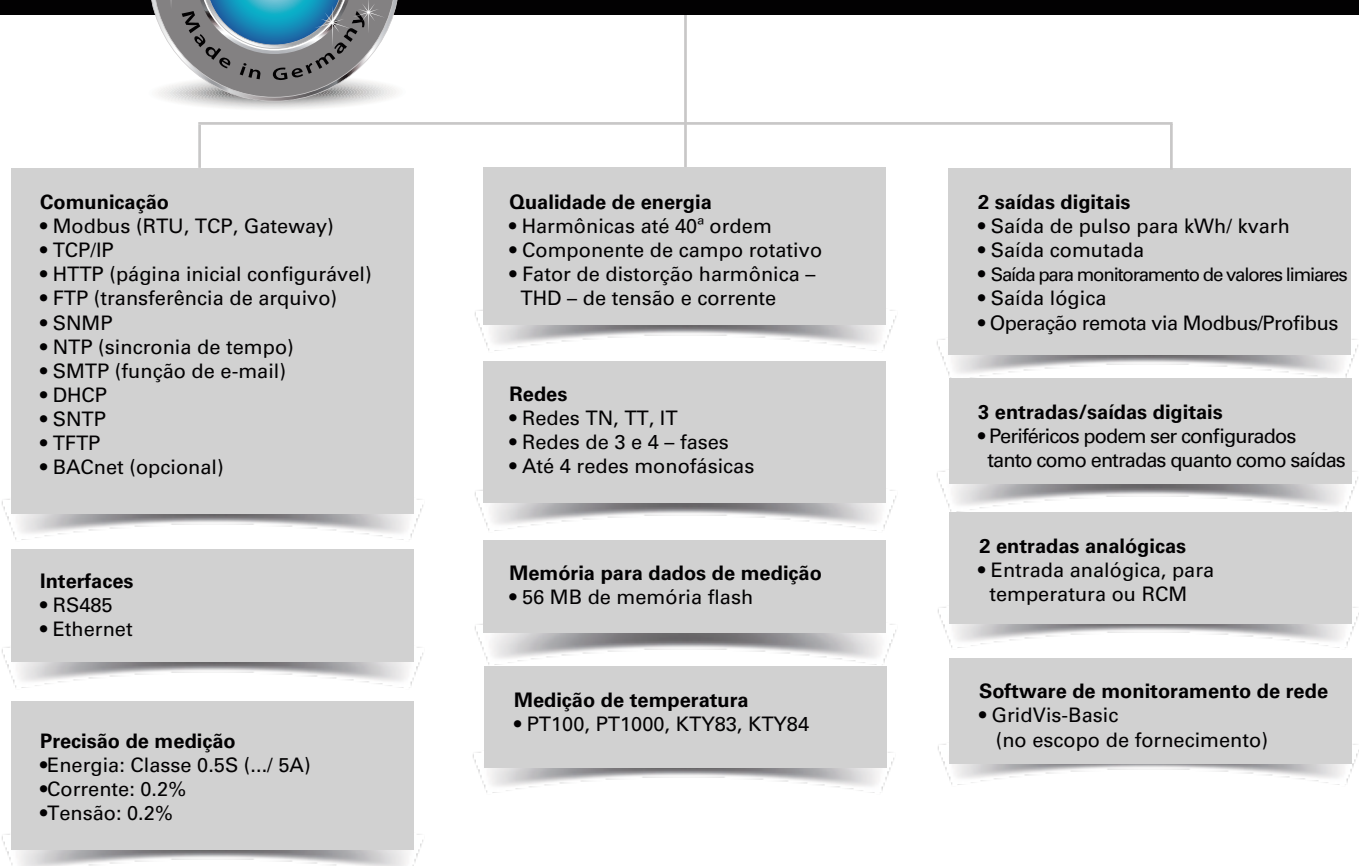 Made in Germany
Comunicação
• Modbus (RTU, TCP, Gateway)
• TCP/IP
• HTTP (página inicial configurável)
• FTP (transferência de arquivo)
• SNMP
• NTP (sincronia de tempo)
• SMTP (função de e-mail)
• DHCP
• SNTP
• TFTP
• BACnet (opcional)
Interfaces
• RS485
• Ethernet
Precisão de medição
•Energia: Classe 0.5S (.../ 5A)
•Corrente: 0.2%
•Tensão: 0.2%
Qualidade de energia
• Harmônicas até 40ª ordem
• Componente de campo rotativo
• Fator de distorção harmônica –
THD – de tensão e corrente
Redes
• Redes TN, TT, IT
• Redes de 3 e 4 – fases
• Até 4 redes monofásicas
Memória para dados de medição
• 56 MB de memória flash
Medição de temperatura
• PT100, PT1000, KTY83, KTY84
2 saídas digitais
• Saída de pulso para kWh/ kvarh
• Saída comutada
• Saída para monitoramento de valores limiares
• Saída lógica
• Operação remota via Modbus/Profibus
3 entradas/saídas digitais
• Periféricos podem ser configurados
tanto como entradas quanto como saídas
2 entradas analógicas
• Entrada analógica, para
temperatura ou RCM
Software de monitoramento de rede
• GridVis-Basic
(no escopo de fornecimento)